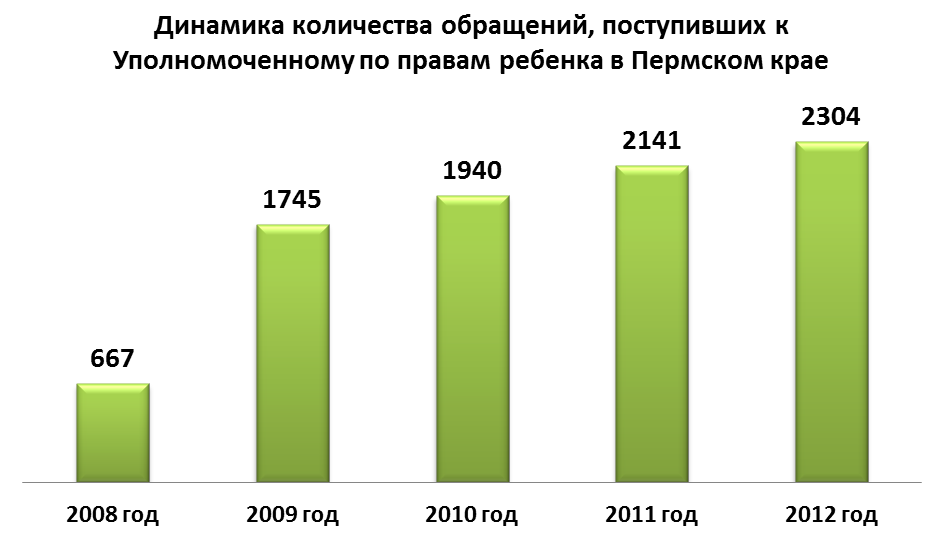 Динамика количества обращений, поступивших к
Уполномоченному по правам ребенка в Пермском крае
2304
2141
1940
1745
667
2008 год
2009 год
2010 год
2011 год
2012 год